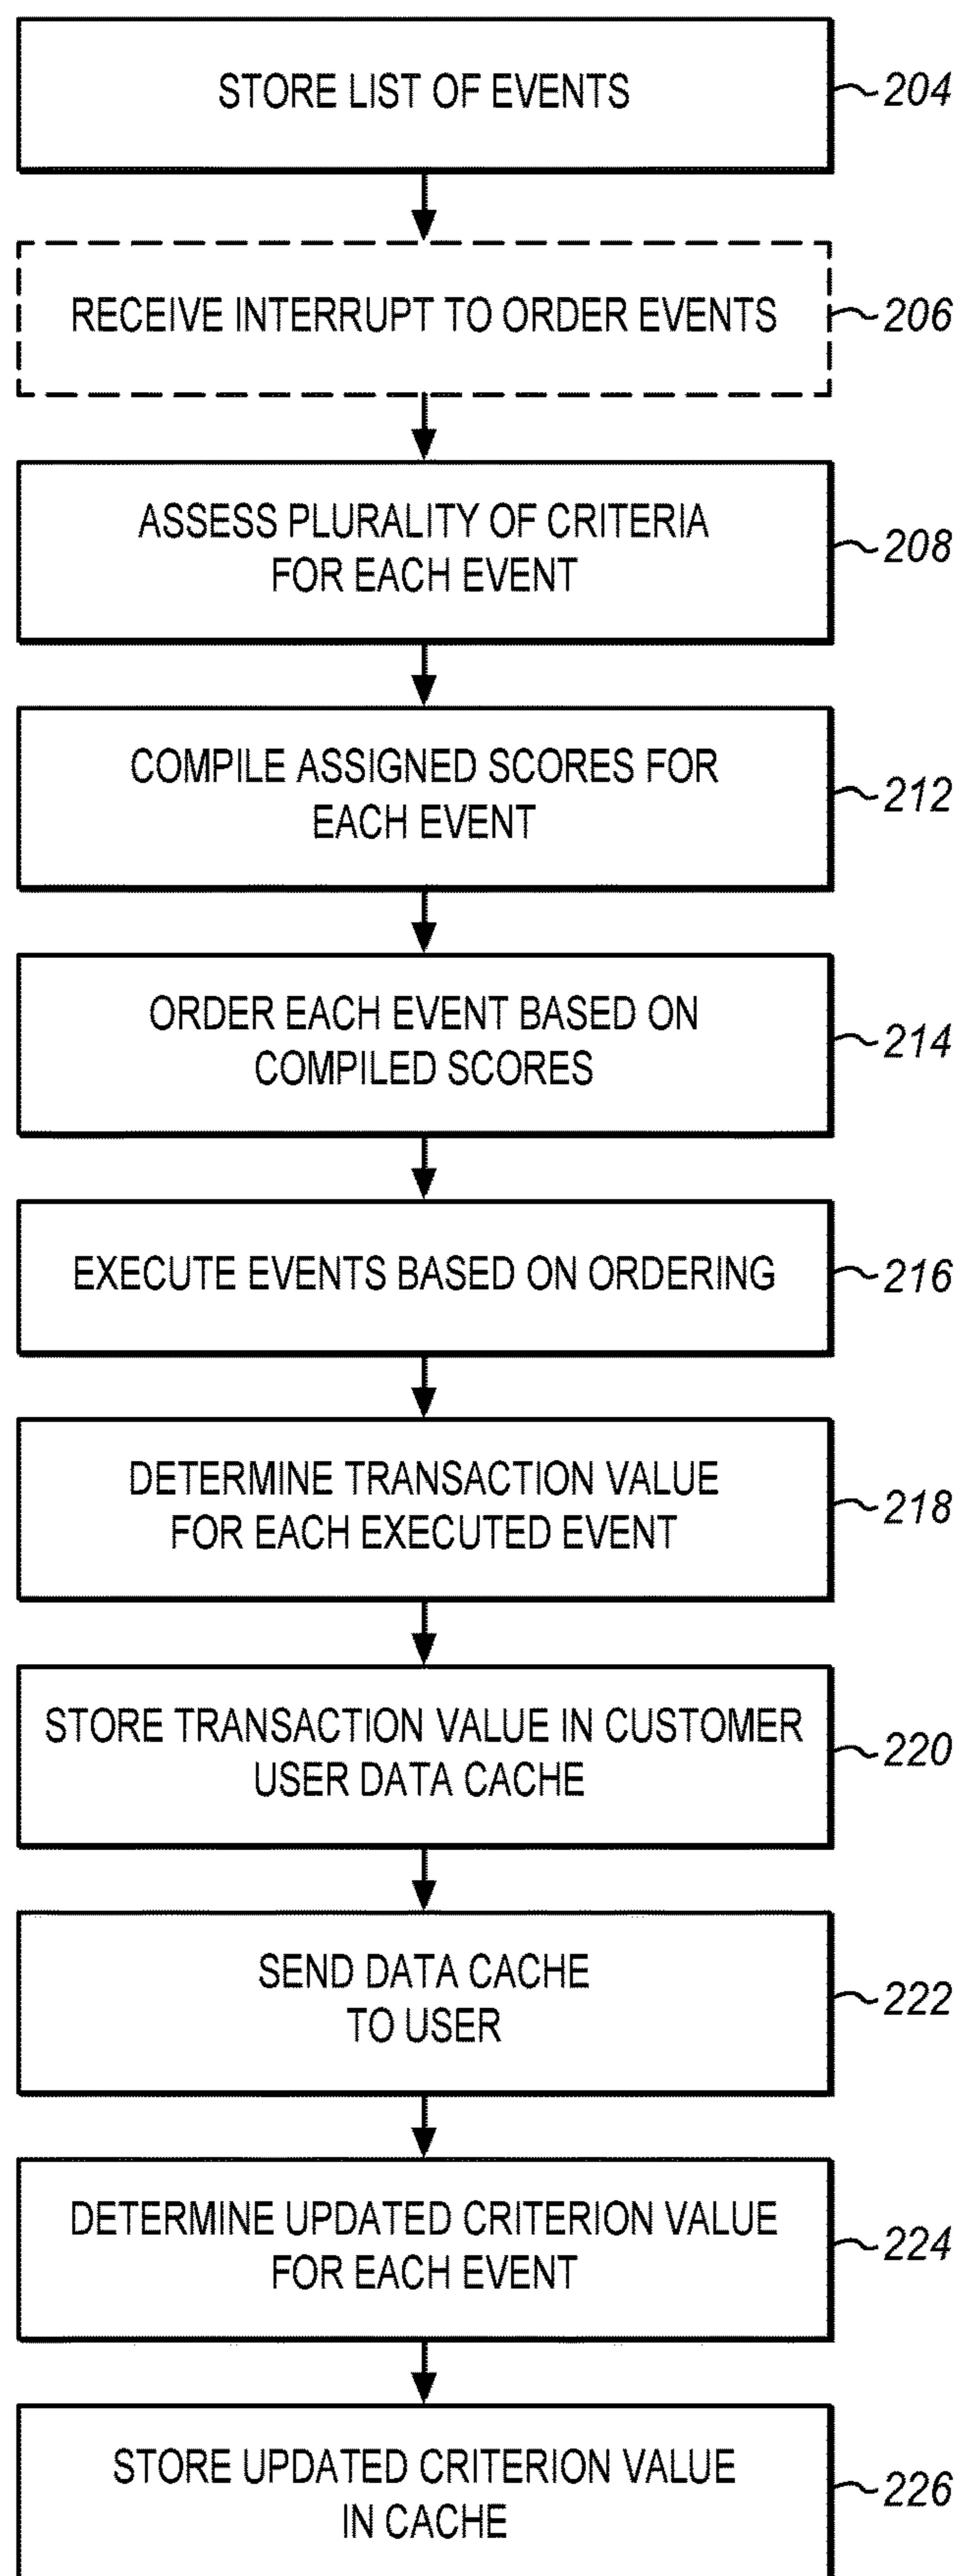 STORE LIST OF EVENTS
204
RECEIVE INTERRUPT TO ORDER EVENTS
206
ASSESS PLURALITY OF CRITERIA
FOR EACH EVENT
208
COMPILE ASSIGNED SCORES FOR
EACH EVENT
212
ORDER EACH EVENT BASED ON
COMPILED SCORES
214
EXECUTE EVENTS BASED ON ORDERING
216
DETERMINE TRANSACTION VALUE
FOR EACH EXECUTED EVENT
218
STORE TRANSACTION VALUE IN CUSTOMER
USER DATA CACHE
220
SEND DATA CACHE
TO USER
222
DETERMINE UPDATED CRITERION VALUE
FOR EACH EVENT
224
STORE UPDATED CRITERION VALUE
IN CACHE
226